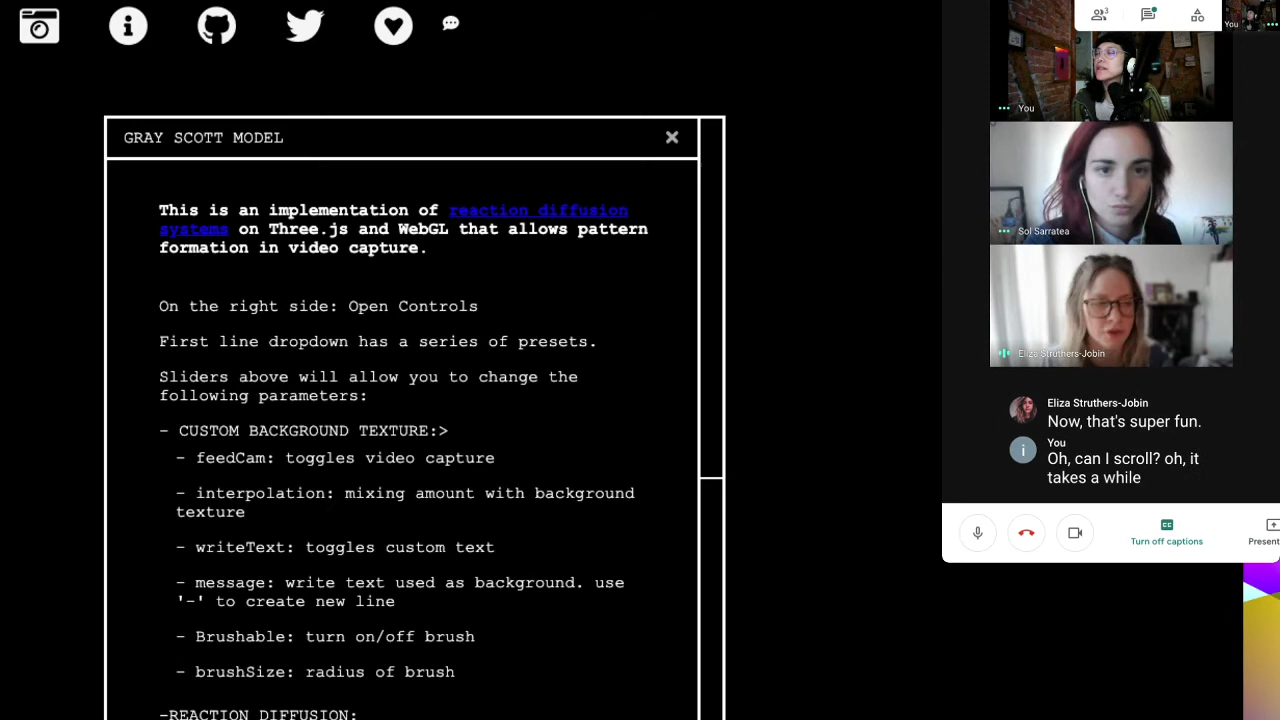 GRAY SCOTT MODEL
This is an implementation of reaction diffusion
systems on Three.js and WebGL that allows pattern
formation in video capture.
On the right side: Open Controls
First line dropdown has a series of presets.
Sliders above will allow you to change the
following parameters:
- CUSTOM BACKGROUND TEXTURE:>
- feedCam: toggles video capture
- interpolation: mixing amount with background
texture
- writeText: toggles custom text
- message: write text used as background. use
'-' to create new line
- Brushable: turn on/off brush
- brushSize: radius of brush
-REACTION DIFFUSION:
3
You
You
Sol Sarratea
Eliza Struthers-Jobin
Eliza Struthers-Jobin
Now, that's super fun.
i
You
Oh, can I scroll? oh, it
takes a while
CC
Turn off captions
Present